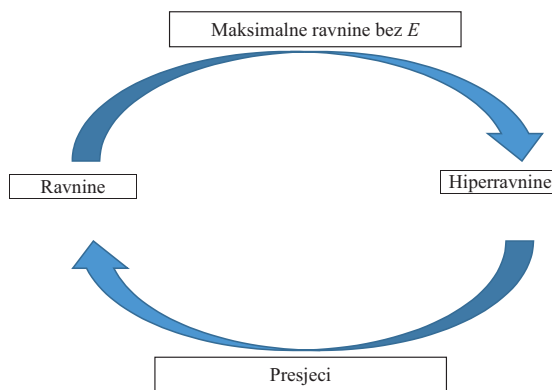 Maksimalne ravnine bez E
Ravnine
Hiperravnine
Presjeci